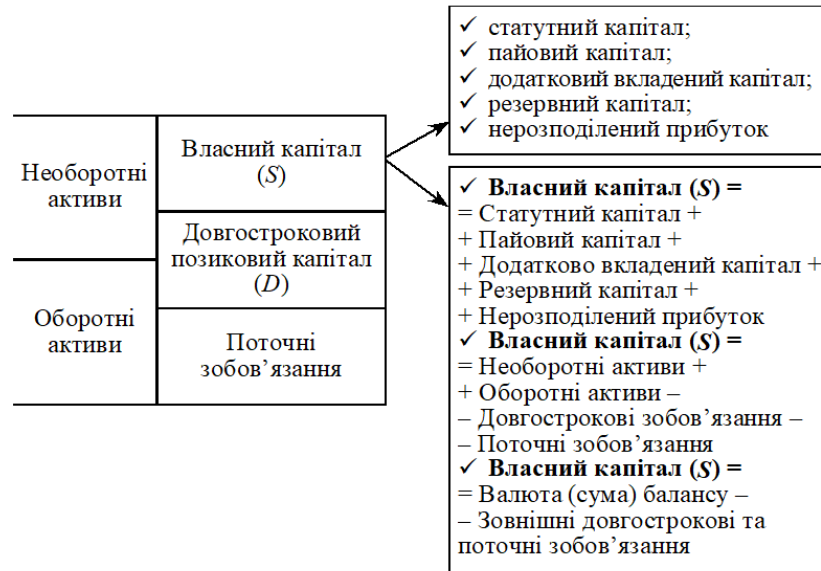 Необоротні
активи
Оборотні
активи
Власний капітал
(S)
Довгостроковий
позиковий капітал
(D)
Поточні
зобов’язання
✓ статутний капітал;
✓ пайовий капітал;
✓ додатковий вкладений капітал;
✓ резервний капітал;
✓ нерозподілений прибуток
✓ Власний капітал (S) =
= Статутний капітал +
+ Пайовий капітал +
+ Додатково вкладений капітал +
+ Резервний капітал +
+ Нерозподілений прибуток
✓ Власний капітал (S) =
= Необоротні активи +
+ Оборотні активи –
– Довгострокові зобов’язання –
– Поточні зобов’язання
✓ Власний капітал (S) =
= Валюта (сума) балансу –
– Зовнішні довгострокові та
поточні зобов’язання